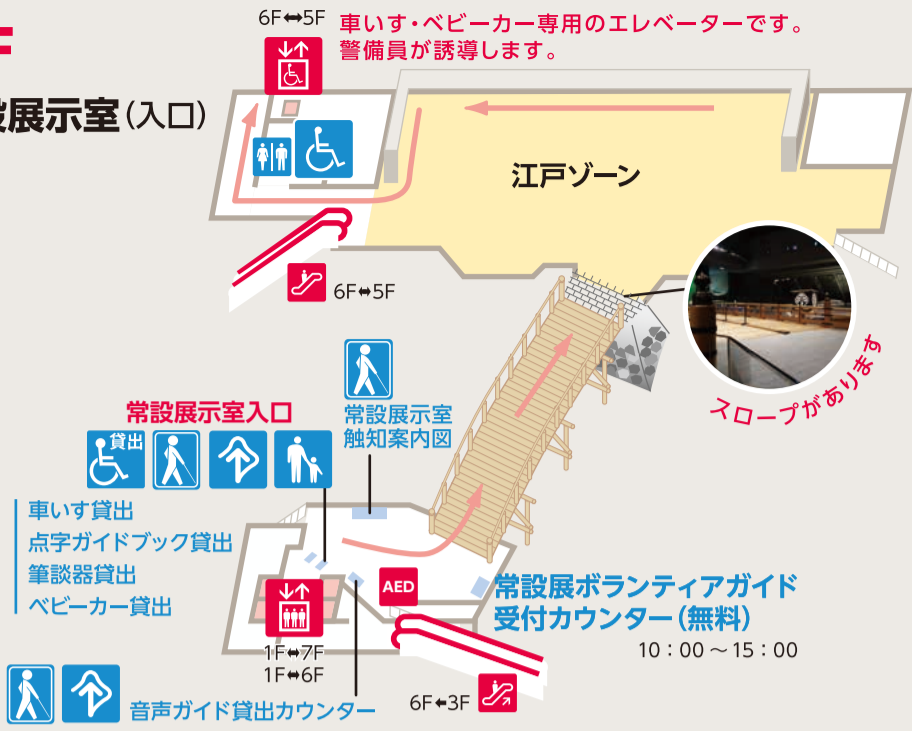 6F⬌5F
車いす・ベビーカー専用のエレベーターです。
警備員が誘導します。
展示室(入口)
江戸ゾーン
6F⬌5F
スロープがあります
常設展示室
触知案内図
常設展示室入口
貸出
車いす貸出
点字ガイドブック貸出
筆談器貸出
ベビーカー貸出
AED
常設展ボランティアガイド
受付カウンター(無料)
10:00~15:00
1F⬌7F
1F⬌6F
6F⬅3F
音声ガイド貸出カウンター